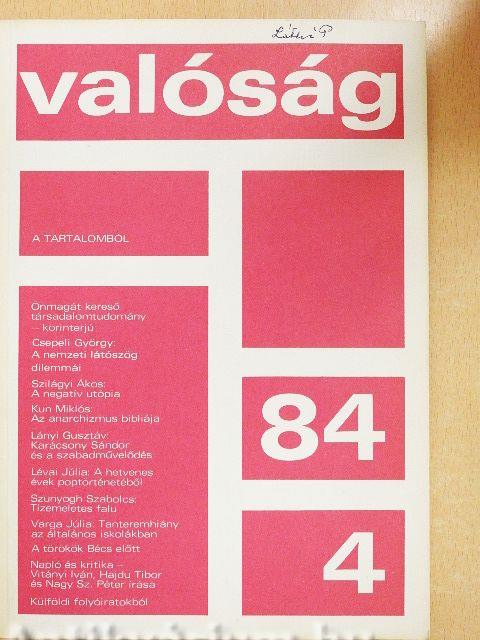 valóság
A TARTALOMBÓL
Önmagát kereső
társadalomtudomány
– körinterjú
Csepeli György:
A nemzeti látószög
dilemmái
Szilágyi Ákos:
A negatív utópia
Kun Miklós:
Az anarchizmus bibliája
Lányi Gusztáv:
Karácsony Sándor
és a szabadművelődés
Lévai Júlia: A hetvenes
évek poptörténetéből
Szunyogh Szabolcs:
Tízemeletes falu
Varga Júlia: Tanteremhiány
az általános iskolákban
A törökök Bécs előtt
Napló és kritika –
Vitányi Iván, Hajdu Tibor
és Nagy Sz. Péter írása
Külföldi folyóiratokból
84
4